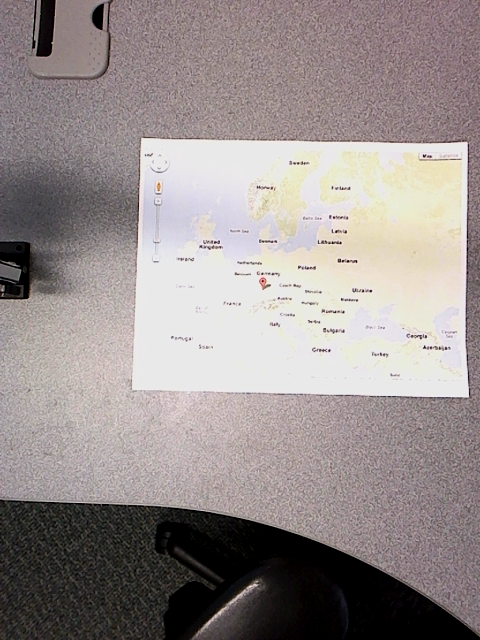 Sweden
Map
Norway
Finland
Baltic Sea
Estonia
North Sea
Latvia
United
Kingdom
Denmark
Lithuania
Ireland
Netherlands
Belarus
Poland
Belgium
Germany
Czech Rep
Ukraine
Slovakia
Austria
Hungary
Moldova
France
Romania
Croatia
Serbia
Italy
Bulgaria
Black Sea
Georgia
Caspian
Sea
Portugal
Spain
Greece
Azerbaijan
Turkey